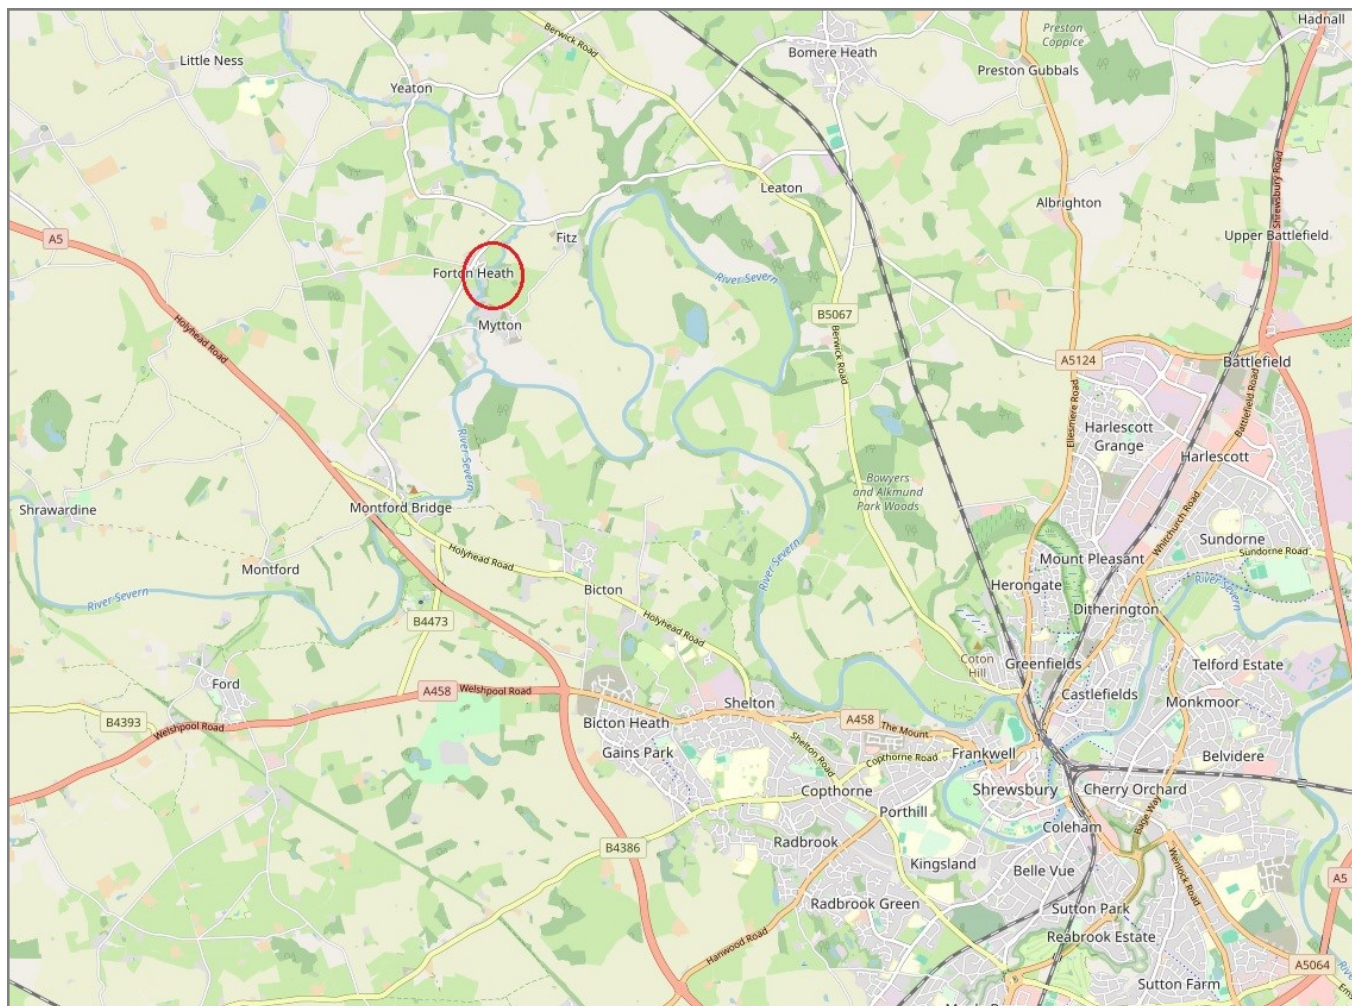 Hadnall
Berwick Road
Preston
Coppice
Little Ness
Bomere Heath
Preston Gubbals
Yeaton
Shrewsbury Road
Leaton
Albrighton
A5
Fitz
Upper Battlefield
Forton Heath
River Severn
B5067
Mytton
Holyhead Road
Berwick Road
A5124
Battlefield
Ellesmere Road
Battlefield Road
Harlescott
Grange
River Severn
Harlescott
Bowyers
and Alkmund
Park Woods
Shrawardine
Montford Bridge
Whitchurch Road
Sundorne
Sundorne Road
Holyhead Road
Mount Pleasant
Montford
River Severn
River Severn
Herongate
River Severn
Bicton
Ditherington
B4473
Holyhead Road
Coton
Hill
Greenfields
Telford Estate
Ford
A458
Welshpool Road
Castlefields
Shelton
Monkmoor
B4393
Welshpool Road
Bicton Heath
A458
The Mount
Gains Park
Shelton Road
Copthorne Road
Frankwell
Belvidere
Copthorne
Shrewsbury
Cherry Orchard
Porthill
Bage Way
Coleham
Radbrook
B4386
Kingsland
Belle Vue
Wenlock Road
A5
Radbrook Green
Sutton Park
Hanwood Road
Reabrook Estate
A5064
Sutton Farm